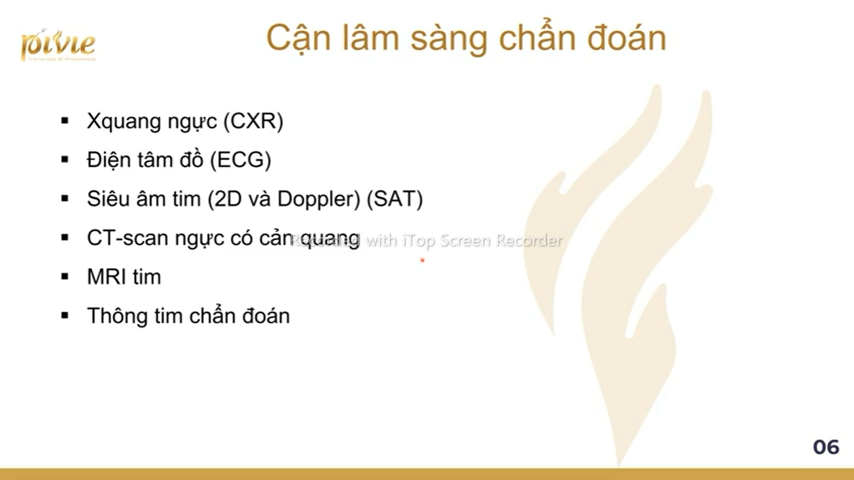 pivie
Cận lâm sàng chẩn đoán
Xquang ngực (CXR)
Điện tâm đồ (ECG)
Siêu âm tim (2D và Doppler) (SAT)
CT-scan ngực có cản quang
Recorded with iTop Screen Recorder
MRI tim
Thông tim chẩn đoán
06